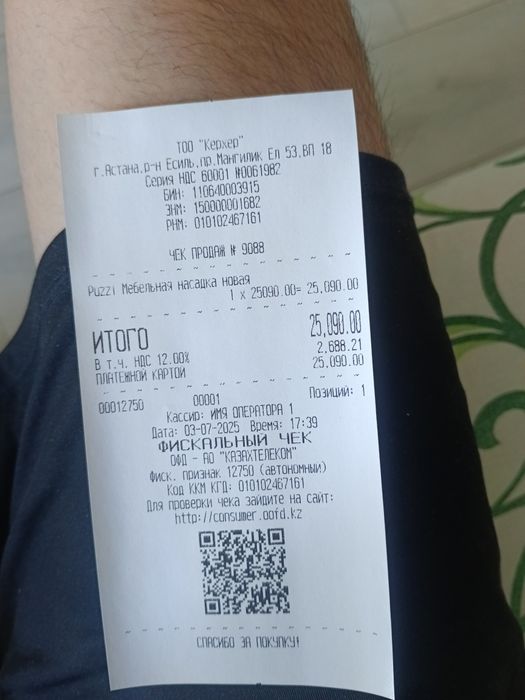 ТОО "Керхер"
г.Астана,р-н Есиль,пр.Мангилик Ел 53,ВП 18
Серия НДС 60001 №0061982
БИН: 110640003915
ЗНМ: 150000001682
РНМ: 010102467161
ЧЕК ПРОДАЖ № 9088
Puzzi Мебельная насадка новая
1 x 25090.00= 25,090.00
ИТОГО 25,090.00
В т.ч. НДС 12.00% 2,688.21
ПЛАТЕЖНОЙ КАРТОЙ 25,090.00
00012750 00001 Позиций: 1
Кассир: ИМЯ ОПЕРАТОРА 1
Дата: 03-07-2025 Время: 17:39
ФИСКАЛЬНЫЙ ЧЕК
ОФД - АО "КАЗАХТЕЛЕКОМ"
Фиск. признак 12750 (автономный)
Код ККМ КГД: 010102467161
Для проверки чека зайдите на сайт:
http://consumer.oofd.kz
СПАСИБО ЗА ПОКУПКУ!